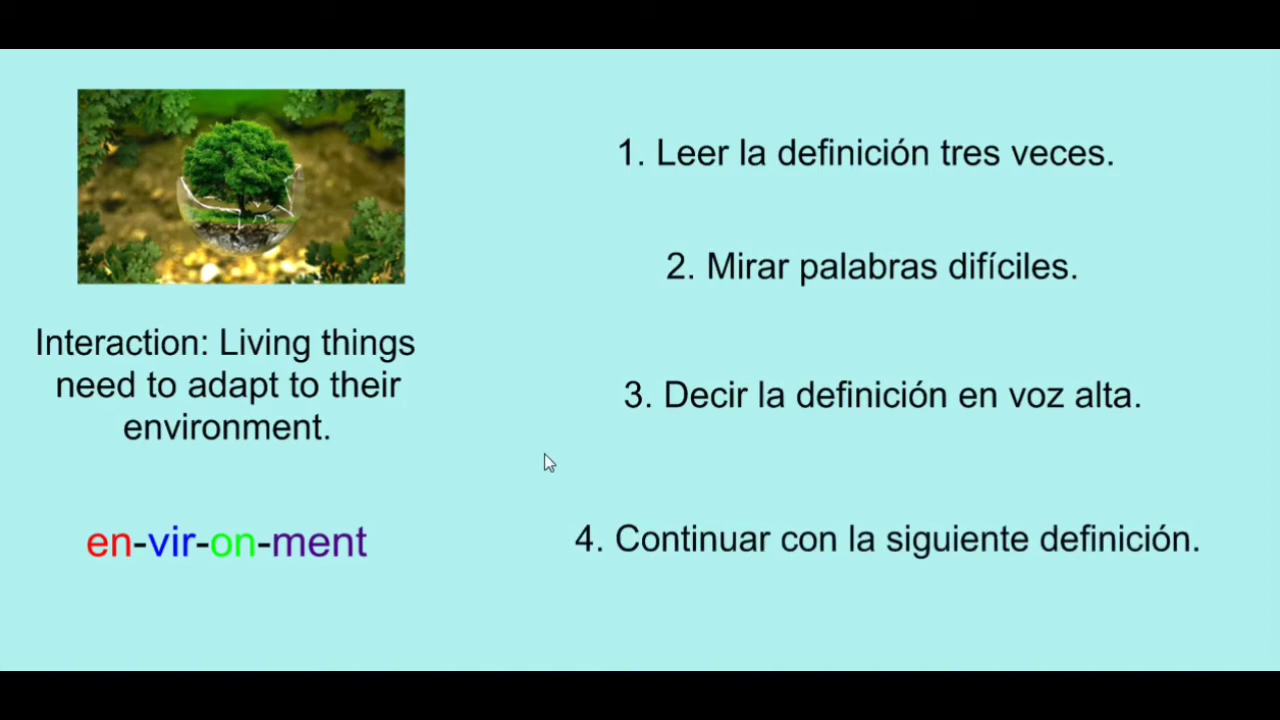 Interaction: Living things
need to adapt to their
environment.
en-vir-on-ment
1. Leer la definición tres veces.
2. Mirar palabras difíciles.
3. Decir la definición en voz alta.
4. Continuar con la siguiente definición.